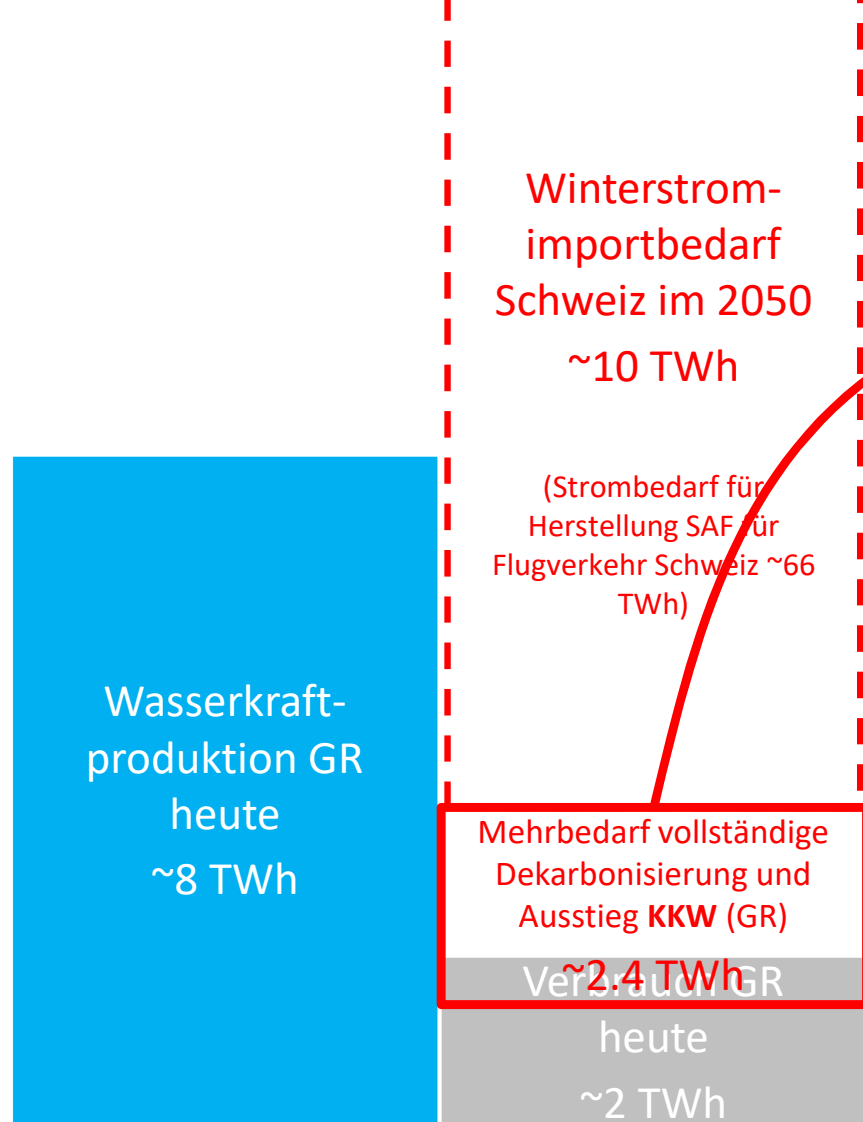 Winterstrom-
importbedarf
Schweiz im 2050
~10 TWh
(Strombedarf für
Herstellung SAF für
Flugverkehr Schweiz ~66
TWh)
Wasserkraft-
produktion GR
heute
~8 TWh
Mehrbedarf vollständige
Dekarbonisierung und
Ausstieg KKW (GR)
~2.4 TWh
Verbrauch GR
heute
~2 TWh